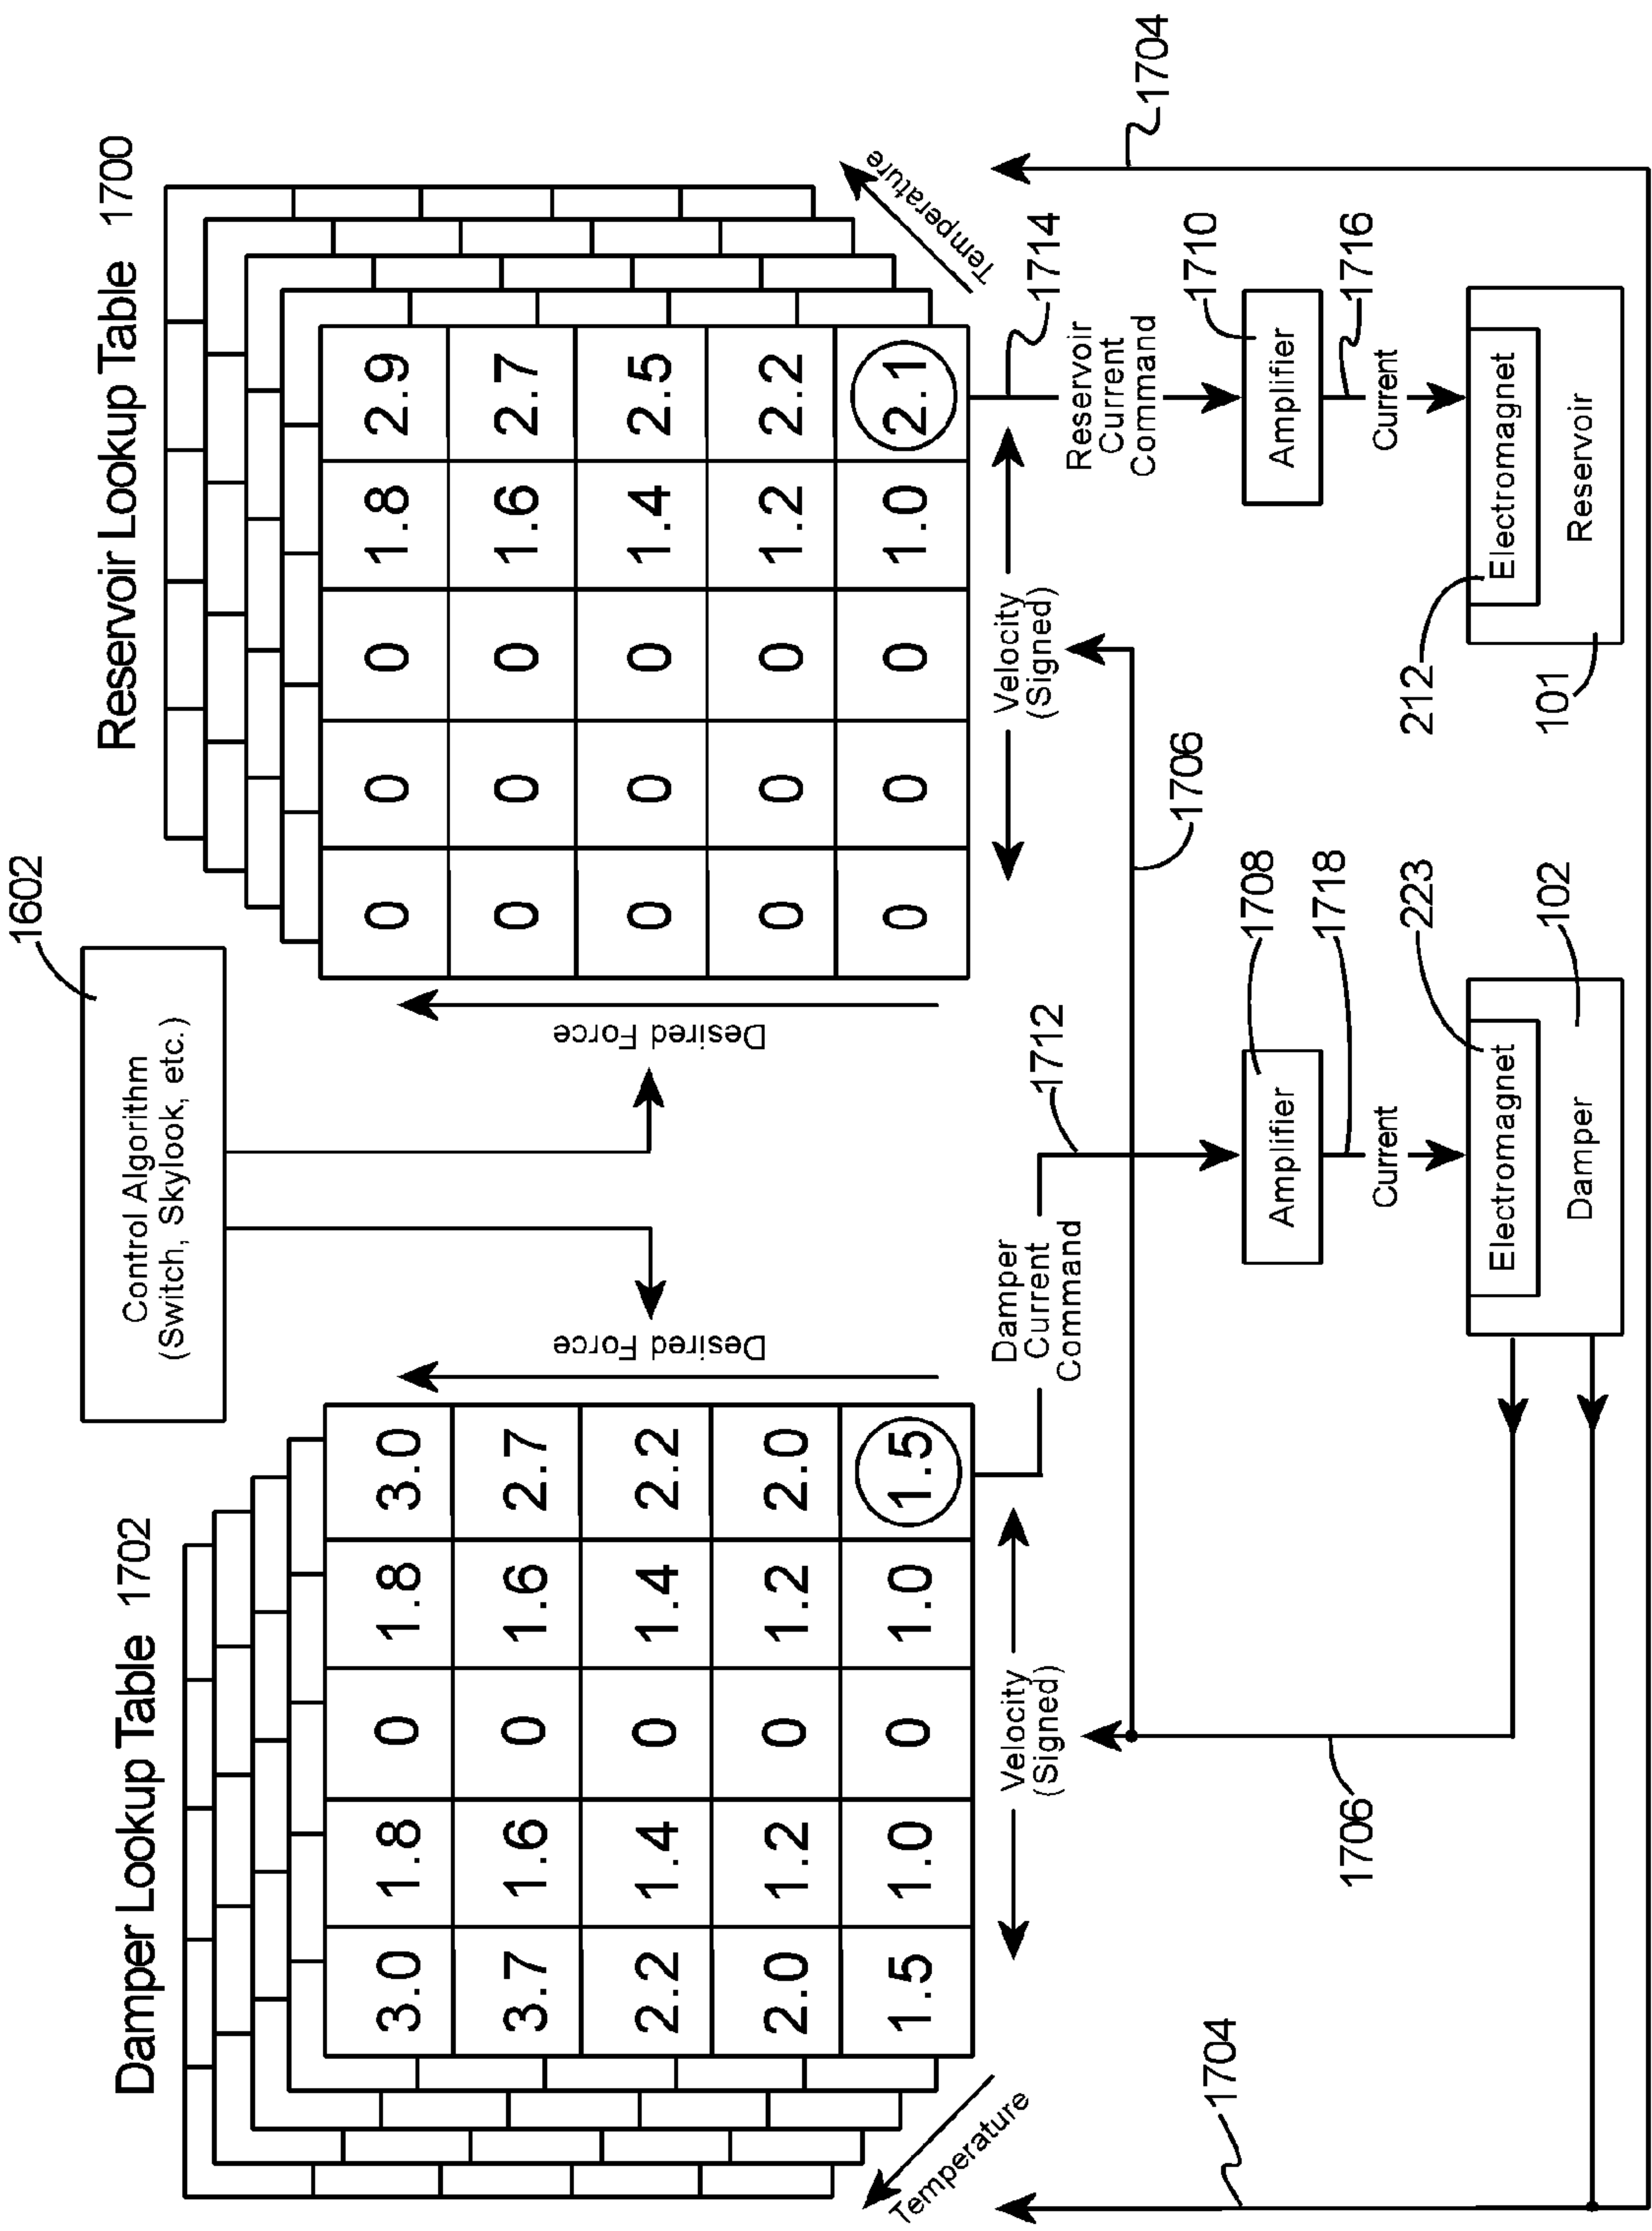 1602
Control Algorithm
(Switch, Skylook, etc.)
Damper Lookup Table 1702
3.0 1.8 0 1.8 3.0
3.7 1.6 0 1.6 2.7
2.2 1.4 0 1.4 2.2
2.0 1.2 0 1.2 2.0
1.5 1.0 0 1.0 1.5
Temperature
Velocity
(Signed)
Desired Force
Reservoir Lookup Table 1700
0 0 0 1.8 2.9
0 0 0 1.6 2.7
0 0 0 1.4 2.5
0 0 0 1.2 2.2
0 0 0 1.0 2.1
Desired Force
Velocity
(Signed)
Temperature
Damper
Current
Command
1712
Reservoir
Current
Command
1714
1704
1706
1706
1704
Amplifier
1708
Current
1718
Electromagnet
223
Damper
102
Amplifier
1710
Current
1716
Electromagnet
212
Reservoir
101